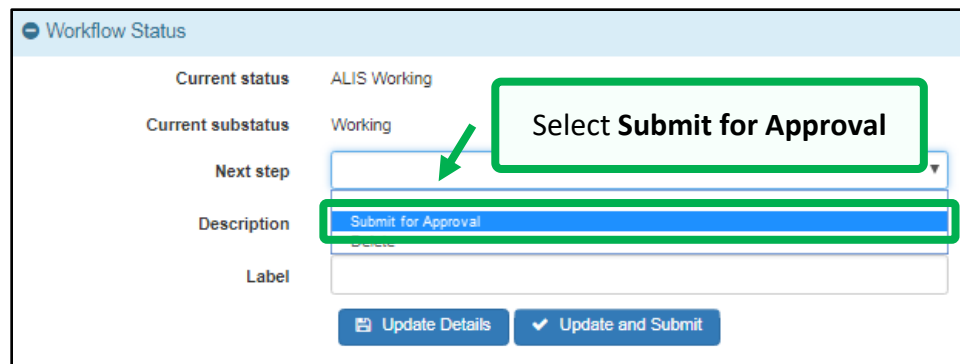 Workflow Status
Current status ALIS Working
Select Submit for Approval
Current substatus Working
Next step
Description Submit for Approval
Delete
Label
Update Details Update and Submit